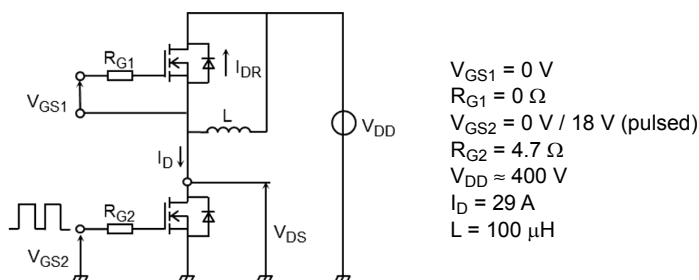 R_G1
I_DR
V_GS1
L
V_DD
I_D
R_G2
V_DS
V_GS2
V_GS1 = 0 V
R_G1 = 0 Ω
V_GS2 = 0 V / 18 V (pulsed)
R_G2 = 4.7 Ω
V_DD ≈ 400 V
I_D = 29 A
L = 100 μH